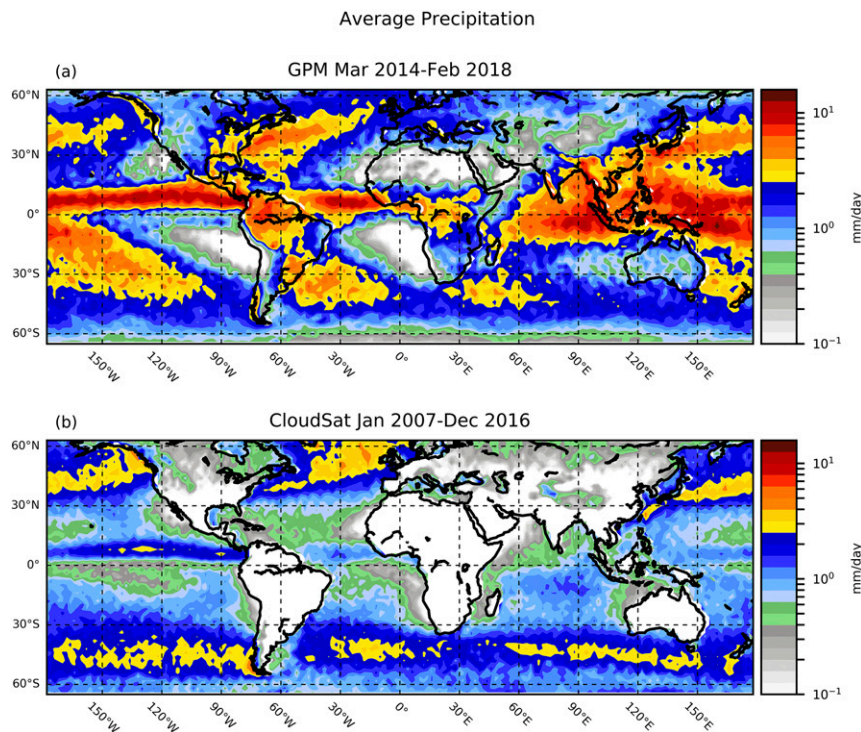 Average Precipitation
(a)
GPM Mar 2014-Feb 2018
60°N
30°N
0°
30°S
60°S
150°W 120°W 90°W 60°W 30°W 0° 30°E 60°E 90°E 120°E 150°E
10¹
10⁰
10⁻¹
mm/day
(b)
CloudSat Jan 2007-Dec 2016
60°N
30°N
0°
30°S
60°S
150°W 120°W 90°W 60°W 30°W 0° 30°E 60°E 90°E 120°E 150°E
10¹
10⁰
10⁻¹
mm/day